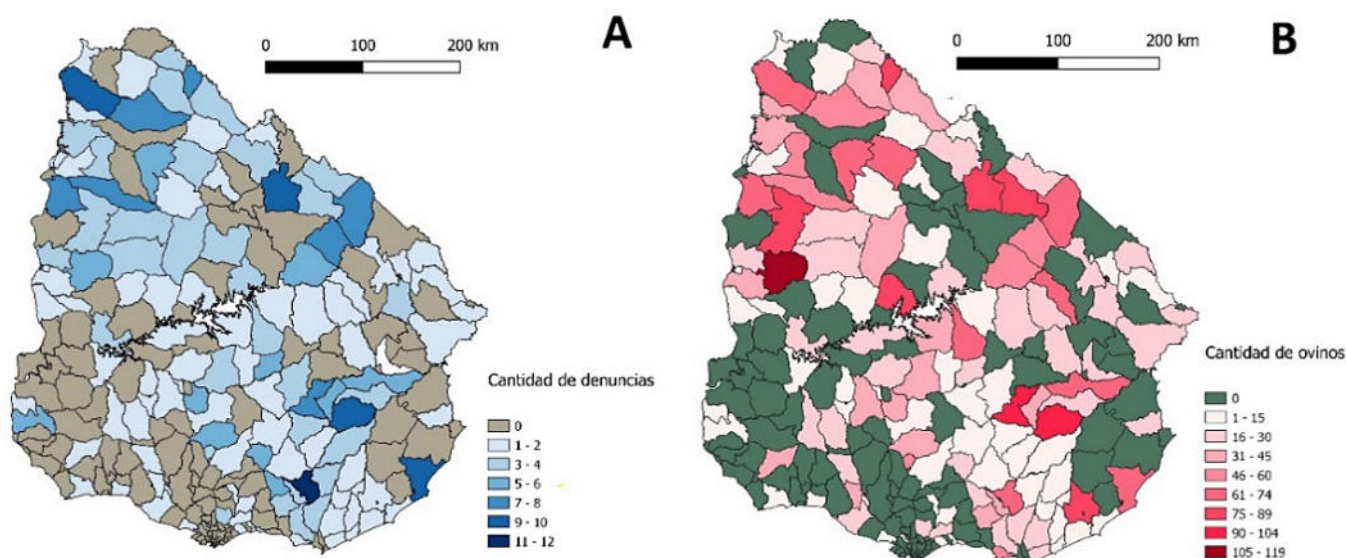 A
0 100 200 km
Cantidad de denuncias
0
1 - 2
3 - 4
5 - 6
7 - 8
9 - 10
11 - 12
B
0 100 200 km
Cantidad de ovinos
0
1 - 15
16 - 30
31 - 45
46 - 60
61 - 74
75 - 89
90 - 104
105 - 119